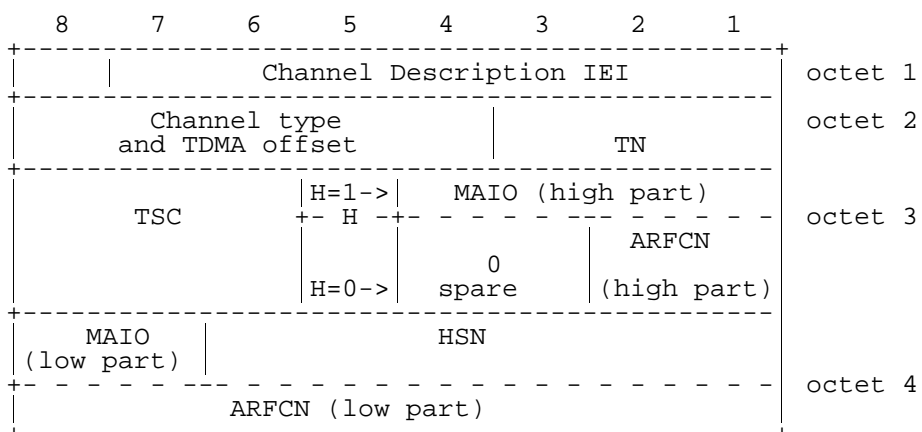 8 7 6 5 4 3 2 1
Channel Description IEI octet 1
Channel type octet 2
and TDMA offset TN
H=1-> MAIO (high part)
TSC H octet 3
ARFCN
0
H=0-> spare (high part)
MAIO HSN
(low part)
octet 4
ARFCN (low part)